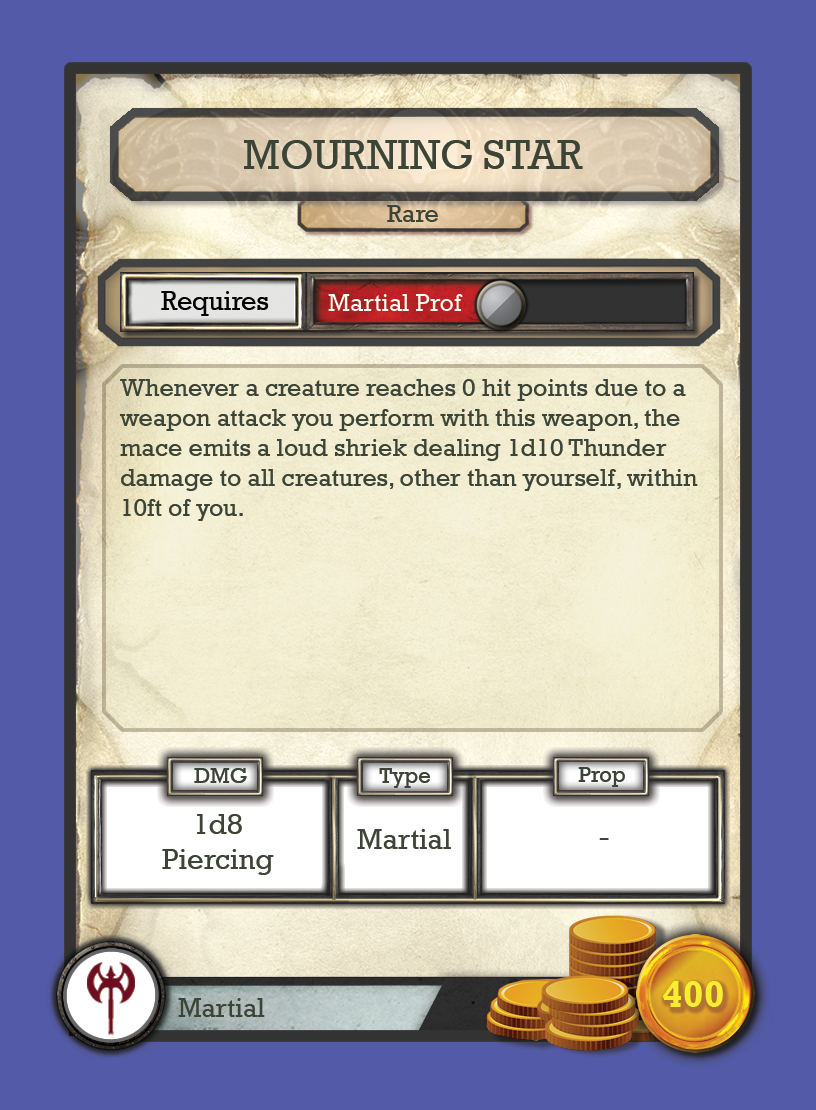 MOURNING STAR
Rare
Requires
Martial Prof
Whenever a creature reaches 0 hit points due to a
weapon attack you perform with this weapon, the
mace emits a loud shriek dealing 1d10 Thunder
damage to all creatures, other than yourself, within
10ft of you.
DMG
Type
Prop
1d8
Piercing
Martial
-
Martial
400